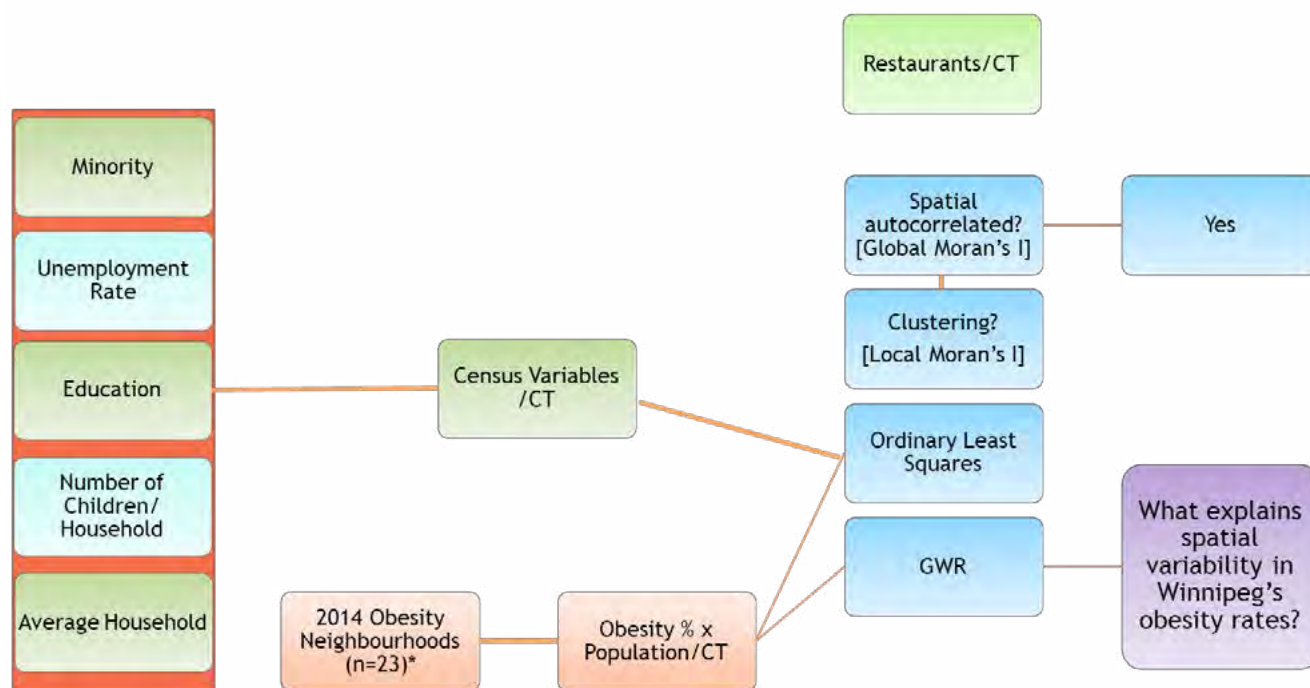 Restaurants/CT
Minority
Unemployment
Rate
Education
Number of
Children/
Household
Average Household
Census Variables
/CT
2014 Obesity
Neighbourhoods
(n=23)*
Obesity % x
Population/CT
Spatial
autocorrelated?
[Global Moran's I]
Yes
Clustering?
[Local Moran's I]
Ordinary Least
Squares
GWR
What explains
spatial
variability in
Winnipeg's
obesity rates?